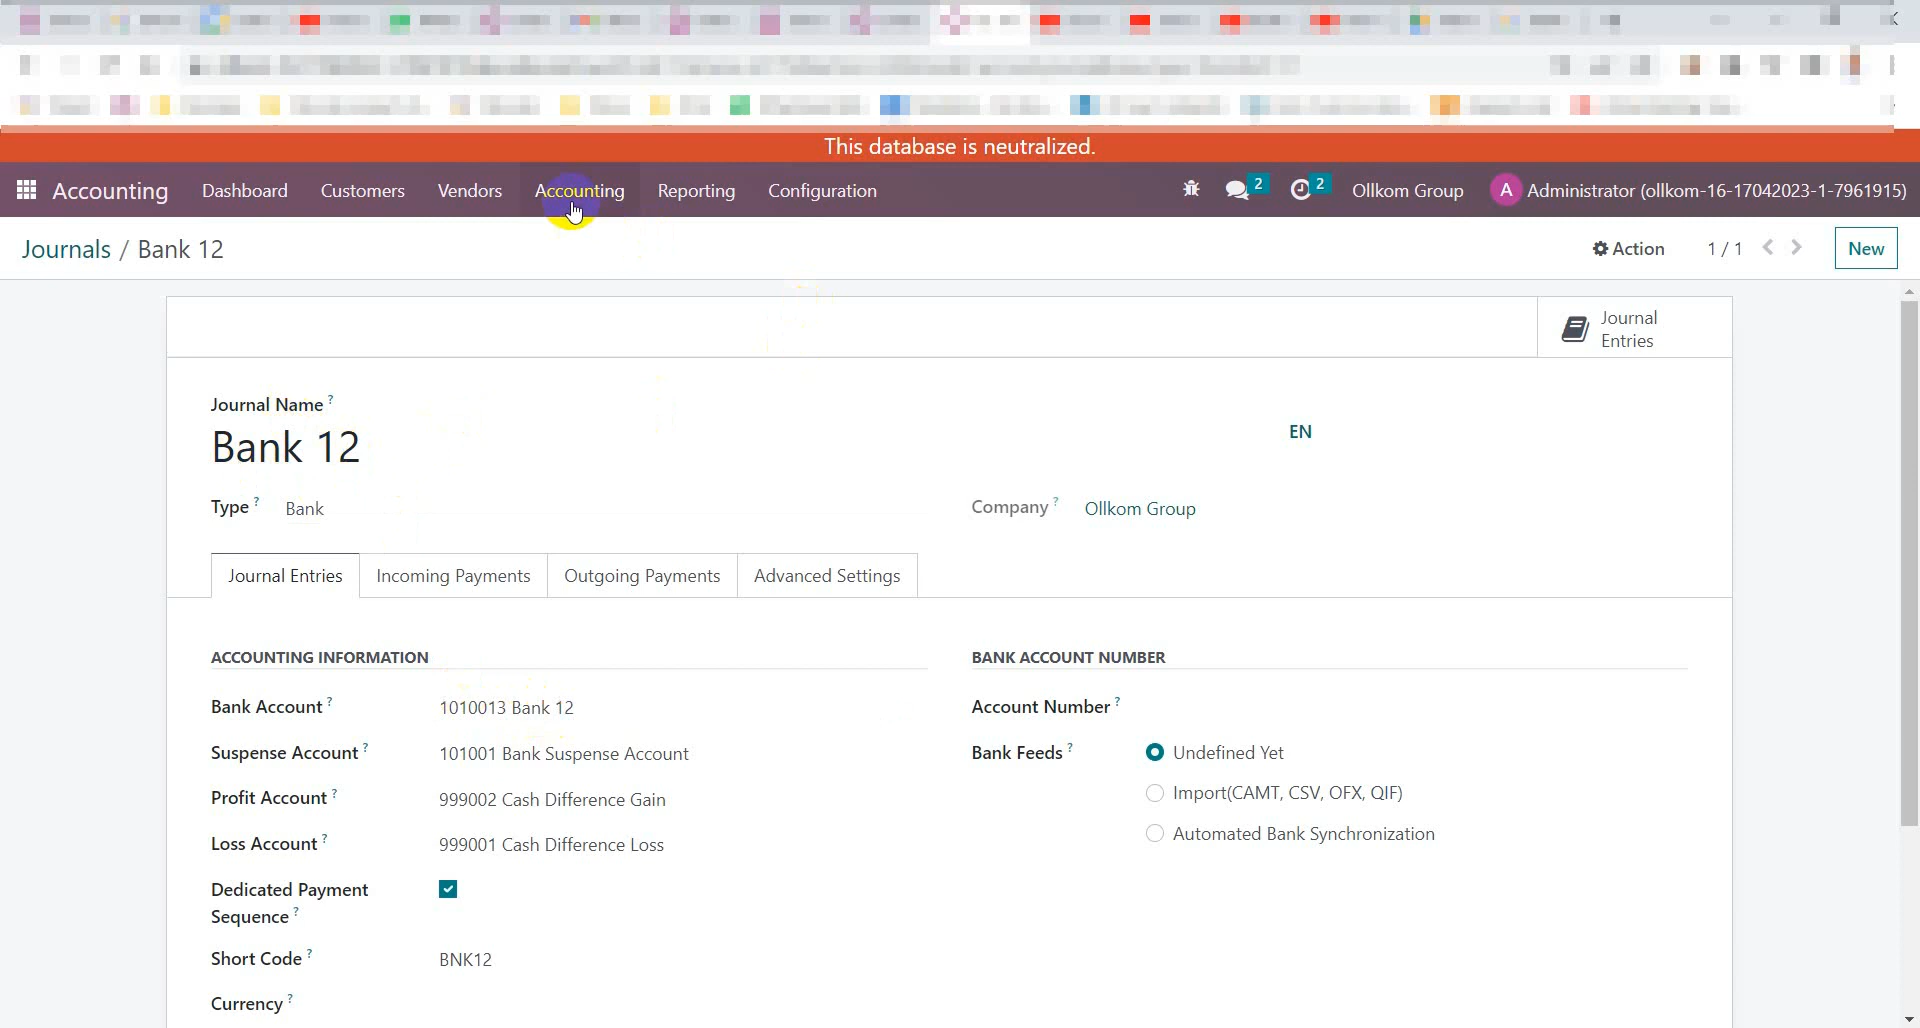 This database is neutralized.
Accounting Dashboard Customers Vendors Accounting Reporting Configuration 2 2 Ollkom Group A Administrator (ollkom-16-17042023-1-7961915)
Journals / Bank 12 Action 1 / 1 New
Journal
Entries
Journal Name ?
Bank 12 EN
Type ? Bank Company ? Ollkom Group
Journal Entries Incoming Payments Outgoing Payments Advanced Settings
ACCOUNTING INFORMATION BANK ACCOUNT NUMBER
Bank Account ? 1010013 Bank 12 Account Number ?
Suspense Account ? 101001 Bank Suspense Account Bank Feeds ? Undefined Yet
Profit Account ? 999002 Cash Difference Gain Import(CAMT, CSV, OFX, QIF)
Loss Account ? 999001 Cash Difference Loss Automated Bank Synchronization
Dedicated Payment
Sequence ?
Short Code ? BNK12
Currency ?